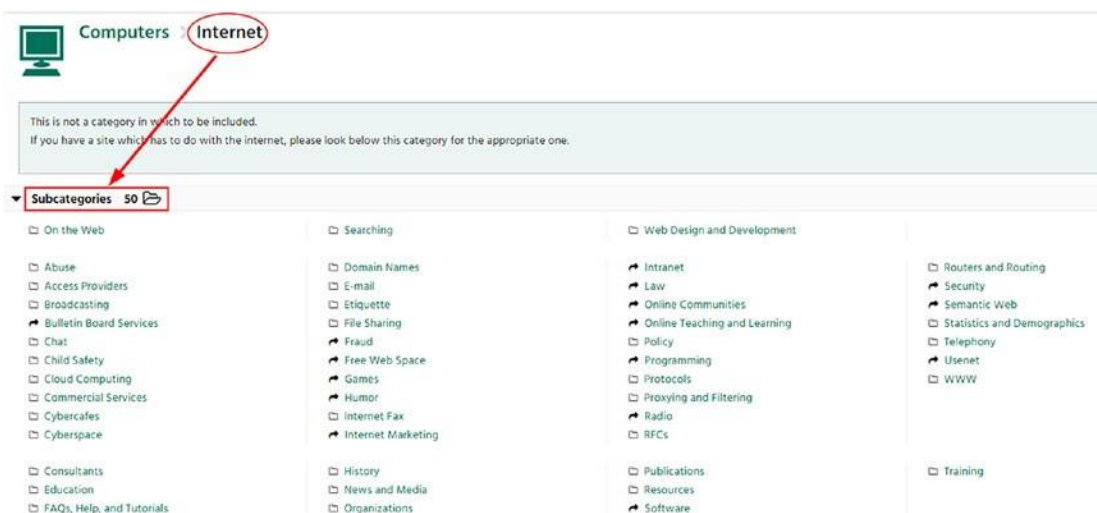 Computers Internet
This is not a category in which to be included.
If you have a site which has to do with the internet, please look below this category for the appropriate one.
Subcategories 50
On the Web
Searching
Web Design and Development
Abuse
Access Providers
Broadcasting
Bulletin Board Services
Chat
Child Safety
Cloud Computing
Commercial Services
Cybercafes
Cyberspace
Domain Names
E-mail
Etiquette
File Sharing
Fraud
Free Web Space
Games
Humor
Internet Fax
Internet Marketing
Intranet
Law
Online Communities
Online Teaching and Learning
Policy
Programming
Protocols
Proxying and Filtering
Radio
RFCs
Routers and Routing
Security
Semantic Web
Statistics and Demographics
Telephony
Usenet
WWW
Consultants
Education
FAQs, Help, and Tutorials
History
News and Media
Organizations
Publications
Resources
Software
Training